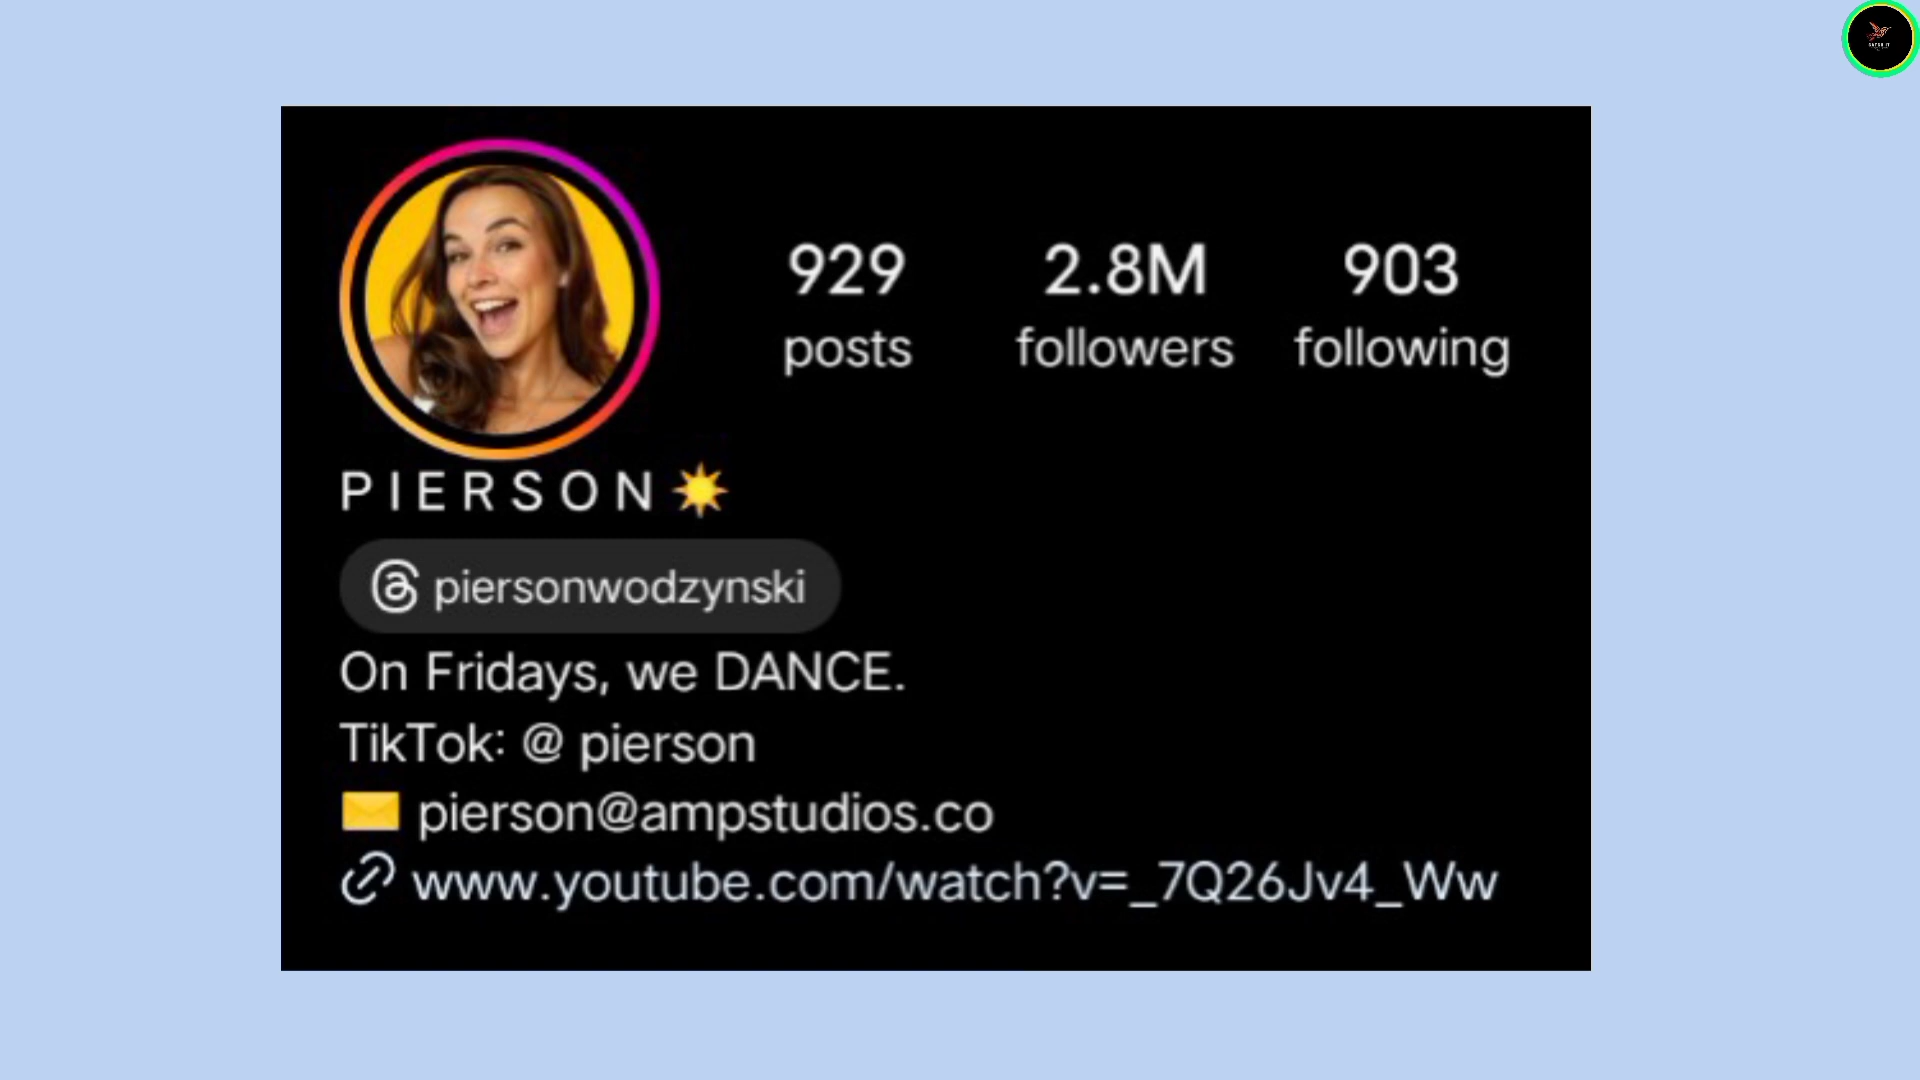 929 2.8M 903
posts followers following
P I E R S O N ☀️
piersonwodzynski
On Fridays, we DANCE.
TikTok: @ pierson
✉️ pierson@ampstudios.co
www.youtube.com/watch?v=_7Q26Jv4_Ww